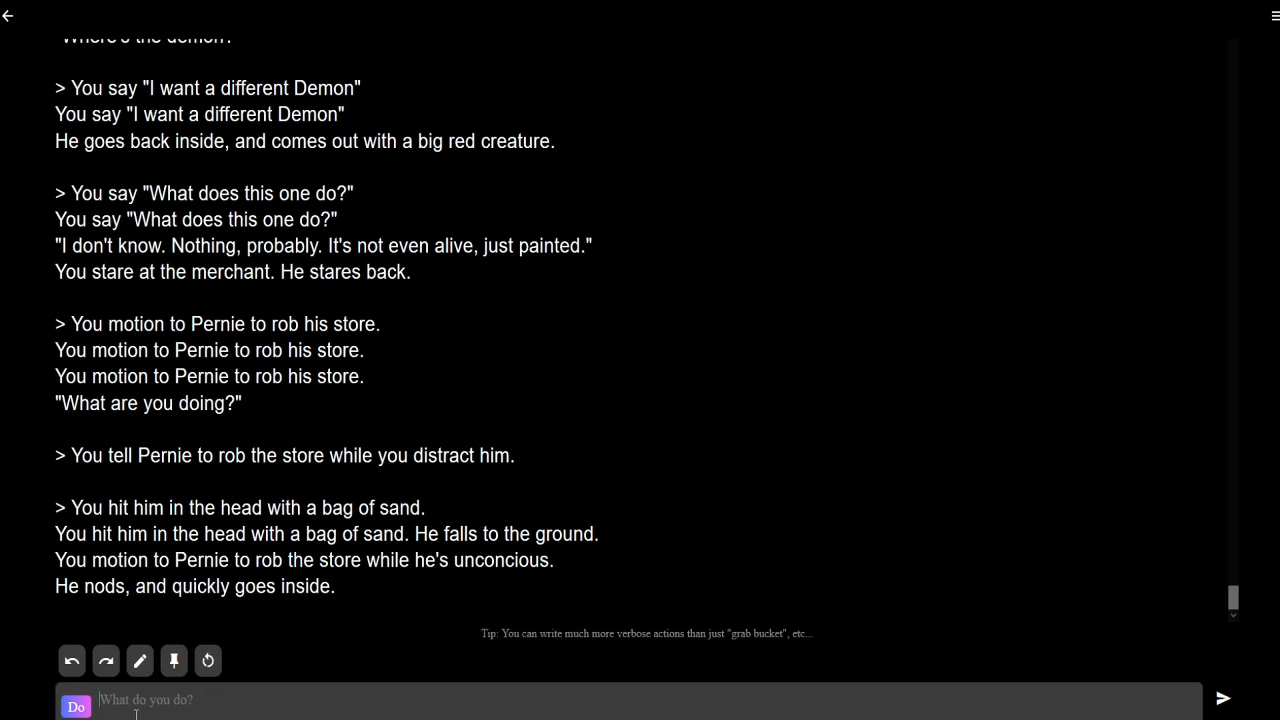 "Where's the demon?"
> You say "I want a different Demon"
You say "I want a different Demon"
He goes back inside, and comes out with a big red creature.
> You say "What does this one do?"
You say "What does this one do?"
"I don't know. Nothing, probably. It's not even alive, just painted."
You stare at the merchant. He stares back.
> You motion to Pernie to rob his store.
You motion to Pernie to rob his store.
You motion to Pernie to rob his store.
"What are you doing?"
> You tell Pernie to rob the store while you distract him.
> You hit him in the head with a bag of sand.
You hit him in the head with a bag of sand. He falls to the ground.
You motion to Pernie to rob the store while he's unconcious.
He nods, and quickly goes inside.
Tip: You can write much more verbose actions than just "grab bucket", etc...
Do What do you do?